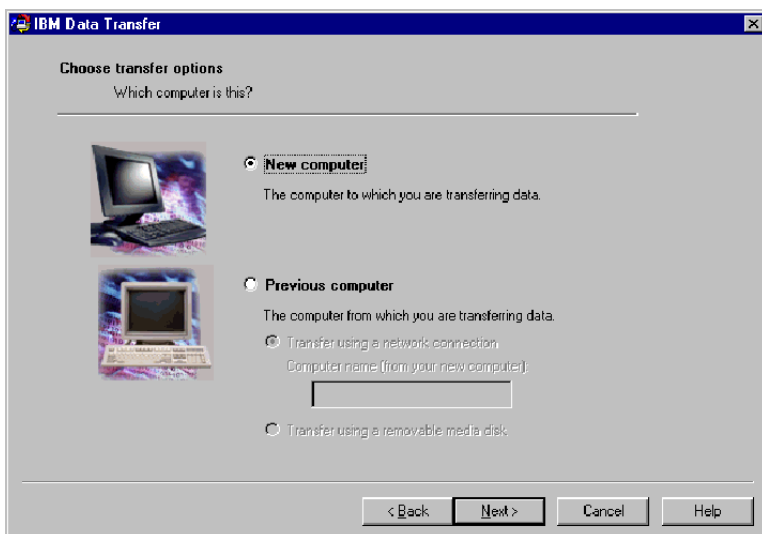 IBM Data Transfer
Choose transfer options
Which computer is this?
New computer
The computer to which you are transferring data.
Previous computer
The computer from which you are transferring data.
Transfer using a network connection
Computer name (from your new computer):
Transfer using a removable media disk
< Back Next > Cancel Help